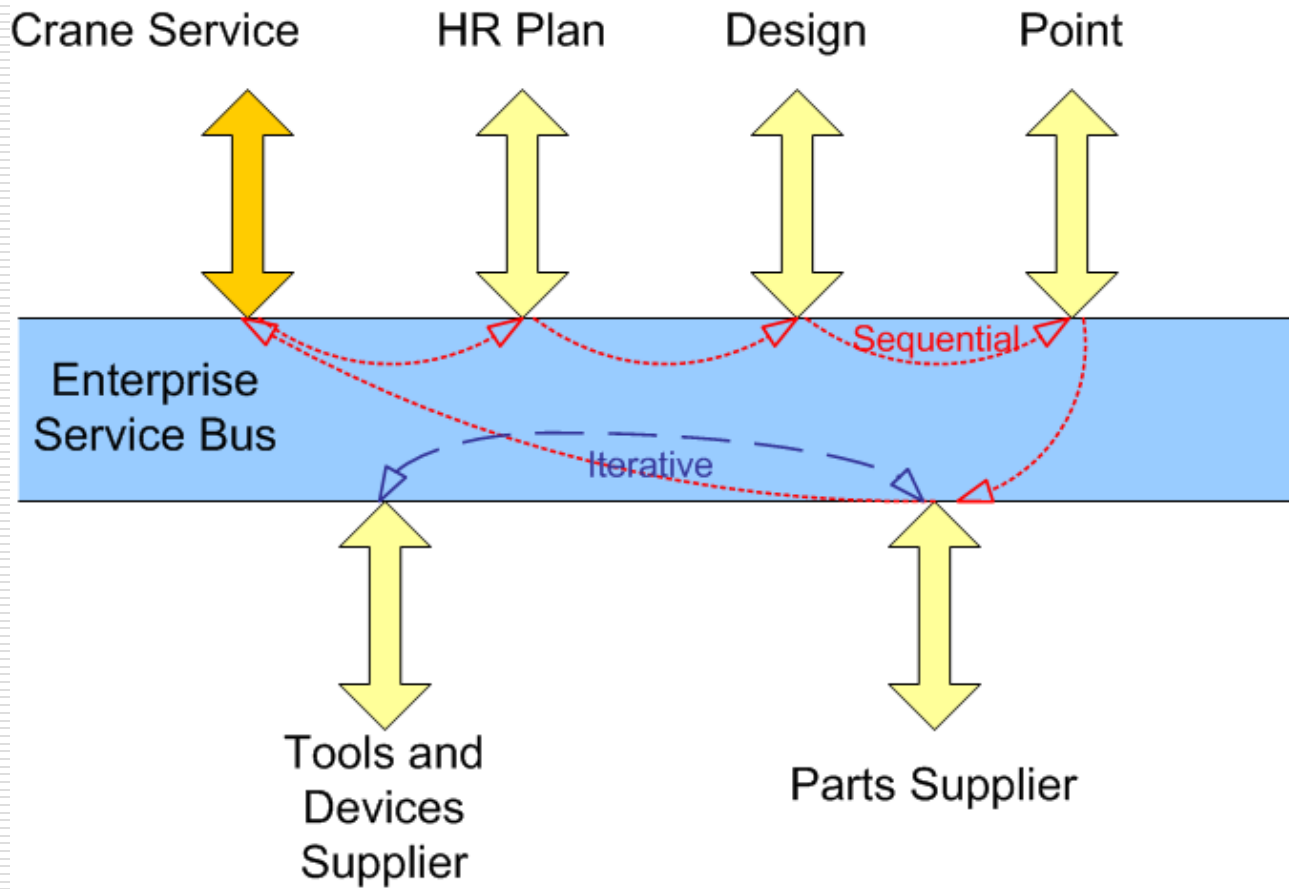 Crane Service
HR Plan
Design
Point
Sequential
Enterprise
Service Bus
Iterative
Tools and
Devices
Supplier
Parts Supplier